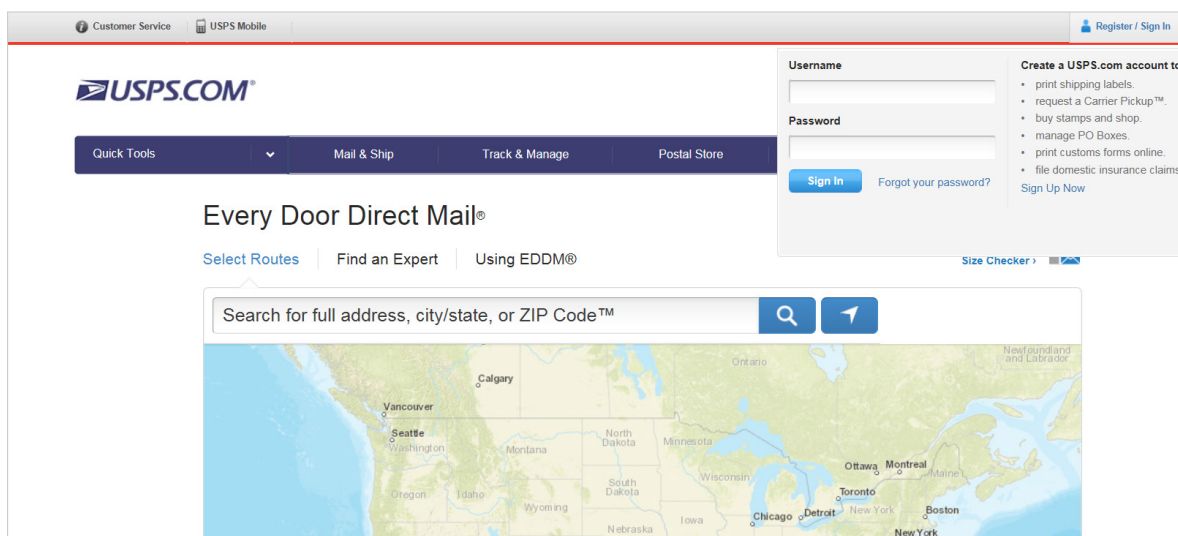 Customer Service
USPS Mobile
Register / Sign In
USPS.COM®
Username
Password
Sign In
Forgot your password?
Create a USPS.com account to
• print shipping labels.
• request a Carrier Pickup™.
• buy stamps and shop.
• manage PO Boxes.
• print customs forms online.
• file domestic insurance claims
Sign Up Now
Quick Tools
Mail & Ship
Track & Manage
Postal Store
Every Door Direct Mail®
Select Routes
Find an Expert
Using EDDM®
Size Checker ›
Search for full address, city/state, or ZIP Code™
Ontario
Newfoundland
and Labrador
Calgary
Vancouver
Seattle
Washington
North
Dakota
Minnesota
Montana
Ottawa
Montreal
Maine
Wisconsin
South
Dakota
Oregon
Idaho
Toronto
Wyoming
Iowa
Chicago
Detroit
New York
Boston
Nebraska
New York